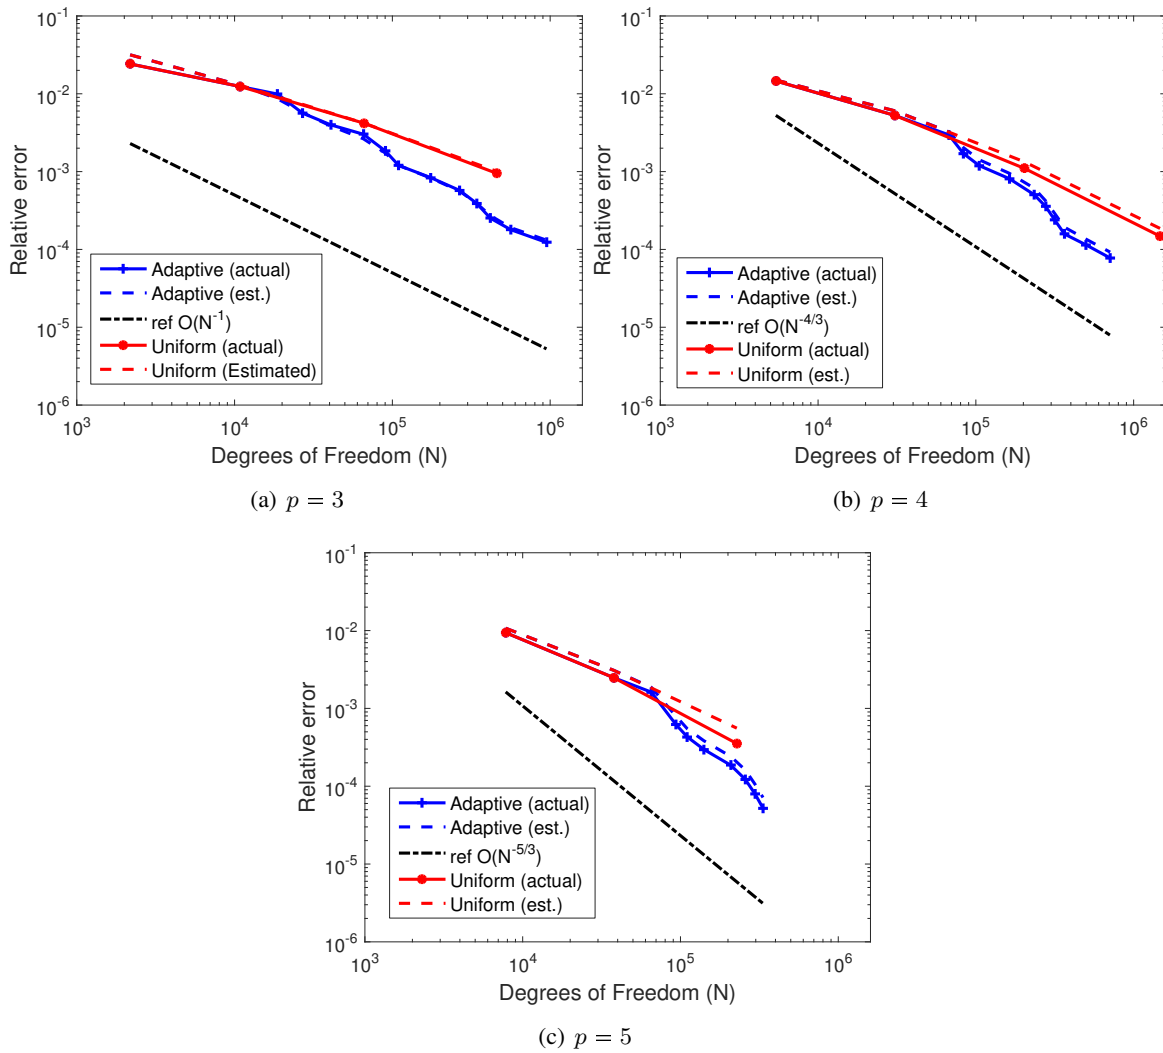 10^-1
10^-2
10^-3
10^-4
10^-5
10^-6
Relative error
Adaptive (actual)
Adaptive (est.)
ref O(N^-1)
Uniform (actual)
Uniform (Estimated)
10^3
10^4
10^5
10^6
Degrees of Freedom (N)
(a) p = 3
10^-1
10^-2
10^-3
10^-4
10^-5
10^-6
Relative error
Adaptive (actual)
Adaptive (est.)
ref O(N^-4/3)
Uniform (actual)
Uniform (est.)
10^3
10^4
10^5
10^6
Degrees of Freedom (N)
(b) p = 4
10^-1
10^-2
10^-3
10^-4
10^-5
10^-6
Relative error
Adaptive (actual)
Adaptive (est.)
ref O(N^-5/3)
Uniform (actual)
Uniform (est.)
10^3
10^4
10^5
10^6
Degrees of Freedom (N)
(c) p = 5